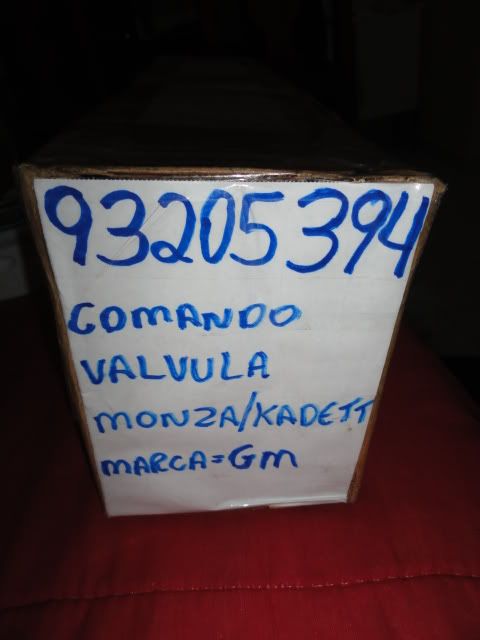 93205394
COMANDO
VALVULA
MONZA/KADETT
MARCA=GM